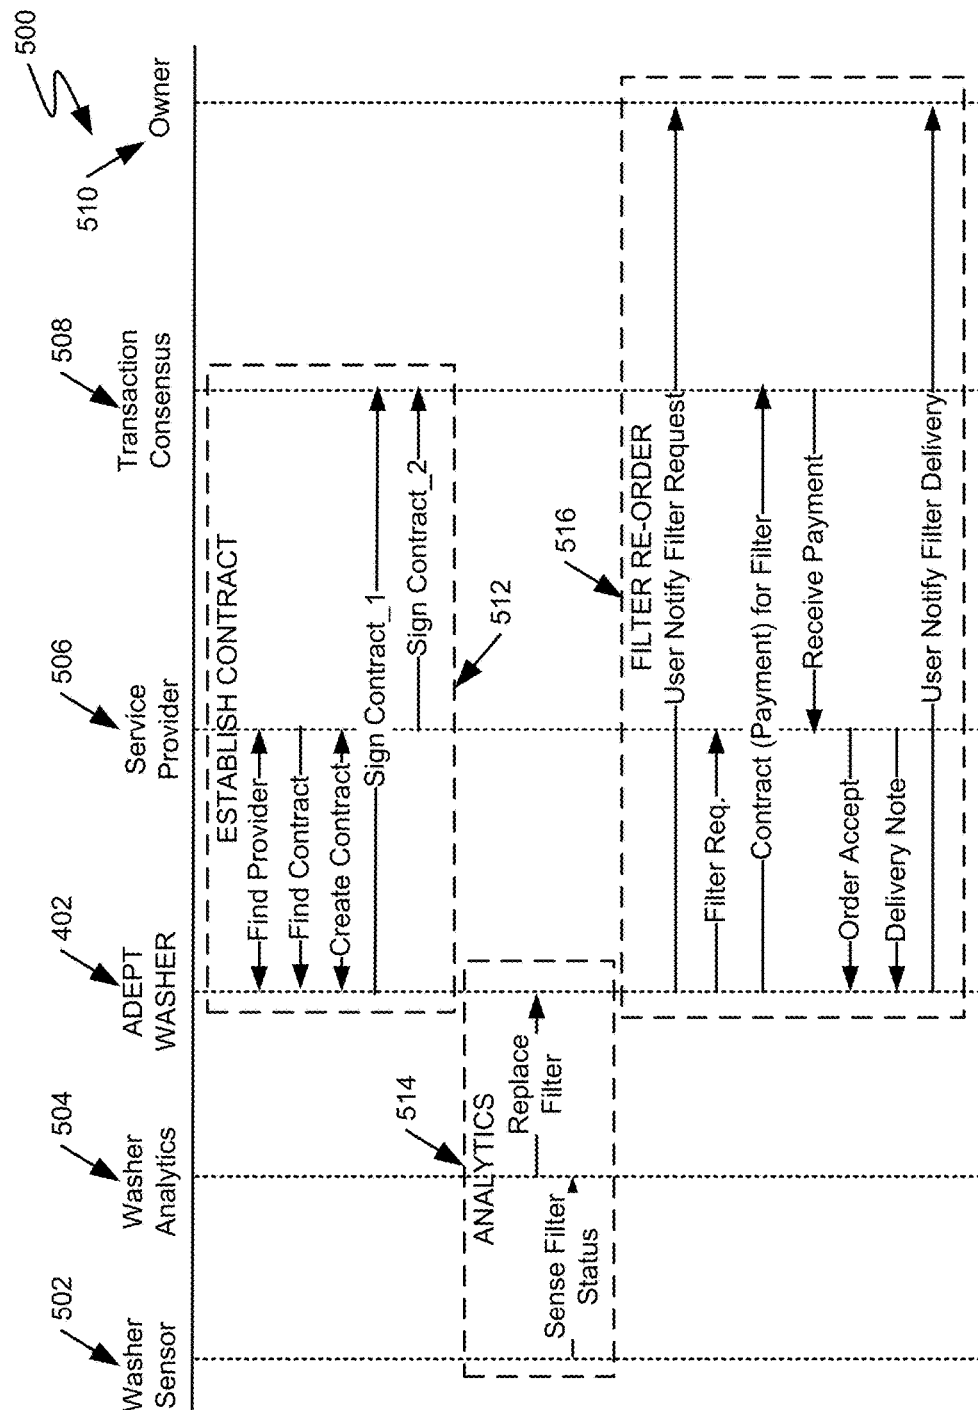 500
502
Washer
Sensor
504
Washer
Analytics
402
ADEPT
WASHER
506
Service
Provider
508
Transaction
Consensus
510
Owner
ESTABLISH CONTRACT
Find Provider
Find Contract
Create Contract
Sign Contract_1
Sign Contract_2
512
514
ANALYTICS
Replace
Filter
Sense Filter
Status
516
FILTER RE-ORDER
User Notify Filter Request
Filter Req.
Contract (Payment) for Filter
Receive Payment
Order Accept
Delivery Note
User Notify Filter Delivery